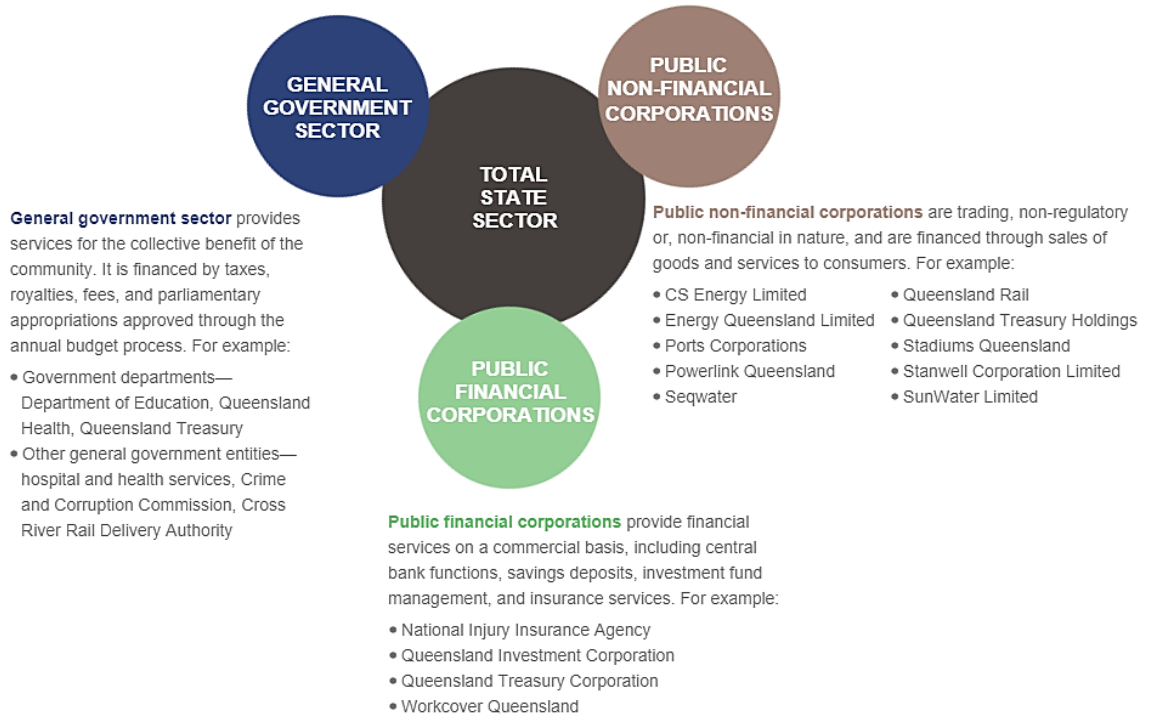 GENERAL
GOVERNMENT
SECTOR
PUBLIC
NON-FINANCIAL
CORPORATIONS
TOTAL
STATE
SECTOR
PUBLIC
FINANCIAL
CORPORATIONS
General government sector provides
services for the collective benefit of the
community. It is financed by taxes,
royalties, fees, and parliamentary
appropriations approved through the
annual budget process. For example:
• Government departments—
Department of Education, Queensland
Health, Queensland Treasury
• Other general government entities—
hospital and health services, Crime
and Corruption Commission, Cross
River Rail Delivery Authority
Public non-financial corporations are trading, non-regulatory
or, non-financial in nature, and are financed through sales of
goods and services to consumers. For example:
• CS Energy Limited
• Energy Queensland Limited
• Ports Corporations
• Powerlink Queensland
• Seqwater
• Queensland Rail
• Queensland Treasury Holdings
• Stadiums Queensland
• Stanwell Corporation Limited
• SunWater Limited
Public financial corporations provide financial
services on a commercial basis, including central
bank functions, savings deposits, investment fund
management, and insurance services. For example:
• National Injury Insurance Agency
• Queensland Investment Corporation
• Queensland Treasury Corporation
• Workcover Queensland